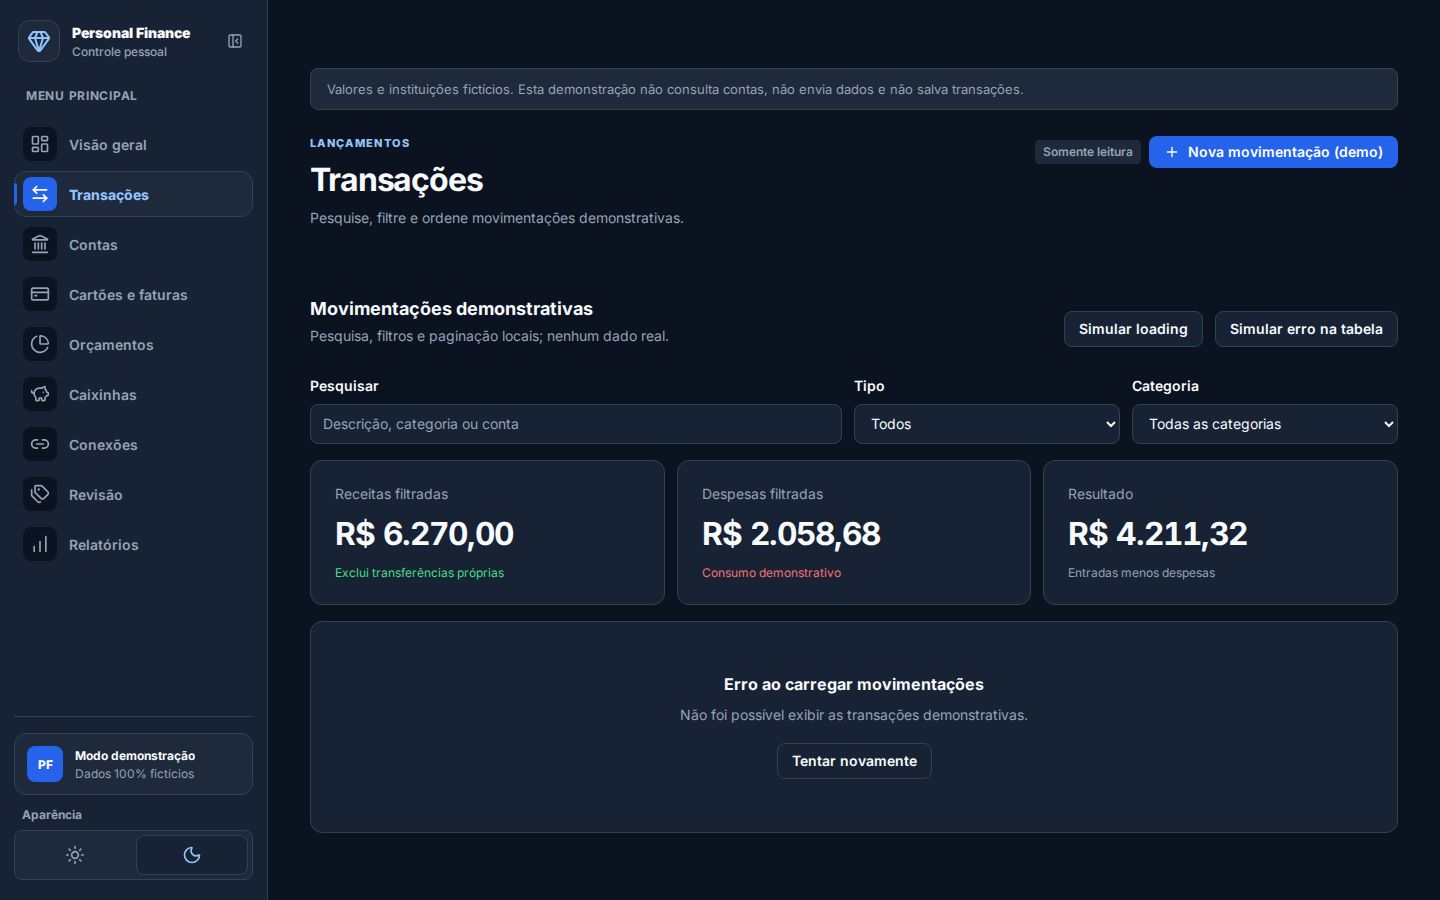 Personal Finance
Controle pessoal
MENU PRINCIPAL
Visão geral
Transações
Contas
Cartões e faturas
Orçamentos
Caixinhas
Conexões
Revisão
Relatórios
PF
Modo demonstração
Dados 100% fictícios
Aparência
Valores e instituições fictícios. Esta demonstração não consulta contas, não envia dados e não salva transações.
LANÇAMENTOS
Transações
Pesquise, filtre e ordene movimentações demonstrativas.
Somente leitura
Nova movimentação (demo)
Movimentações demonstrativas
Pesquisa, filtros e paginação locais; nenhum dado real.
Simular loading
Simular erro na tabela
Pesquisar
Descrição, categoria ou conta
Tipo
Todos
Categoria
Todas as categorias
Receitas filtradas
R$ 6.270,00
Exclui transferências próprias
Despesas filtradas
R$ 2.058,68
Consumo demonstrativo
Resultado
R$ 4.211,32
Entradas menos despesas
Erro ao carregar movimentações
Não foi possível exibir as transações demonstrativas.
Tentar novamente